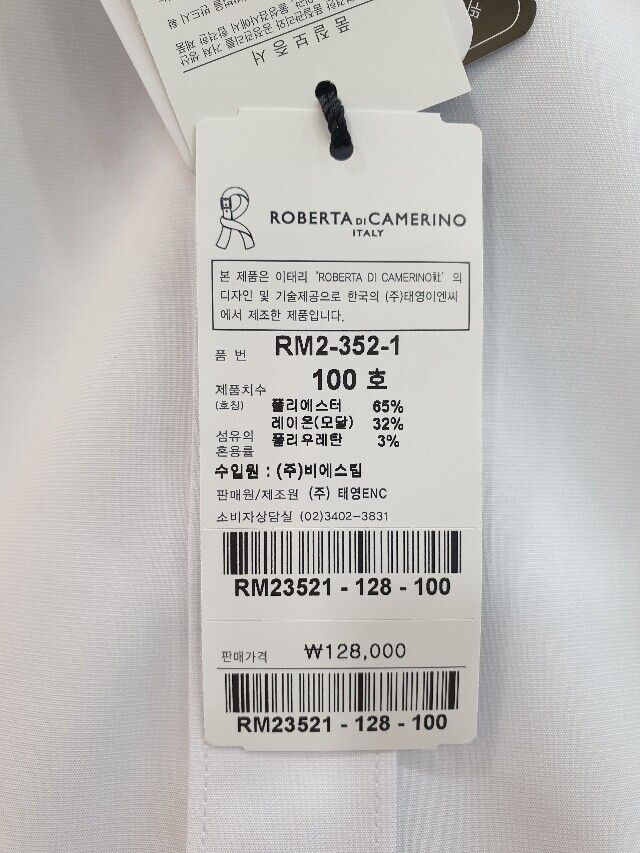 품질보증서
ROBERTA DI CAMERINO
ITALY
본 제품은 이태리 'ROBERTA DI CAMERINO社' 의
디자인 및 기술제공으로 한국의 (주)태영이엔씨
에서 제조한 제품입니다.
품 번 RM2-352-1
제품치수 100 호
(호칭)
폴리에스터 65%
레이온(모달) 32%
섬유의
혼용률
폴리우레탄 3%
수입원 : (주)비에스팀
판매원/제조원 (주) 태영ENC
소비자상담실 (02)3402-3831
RM23521 - 128 - 100
판매가격 ₩128,000
RM23521 - 128 - 100